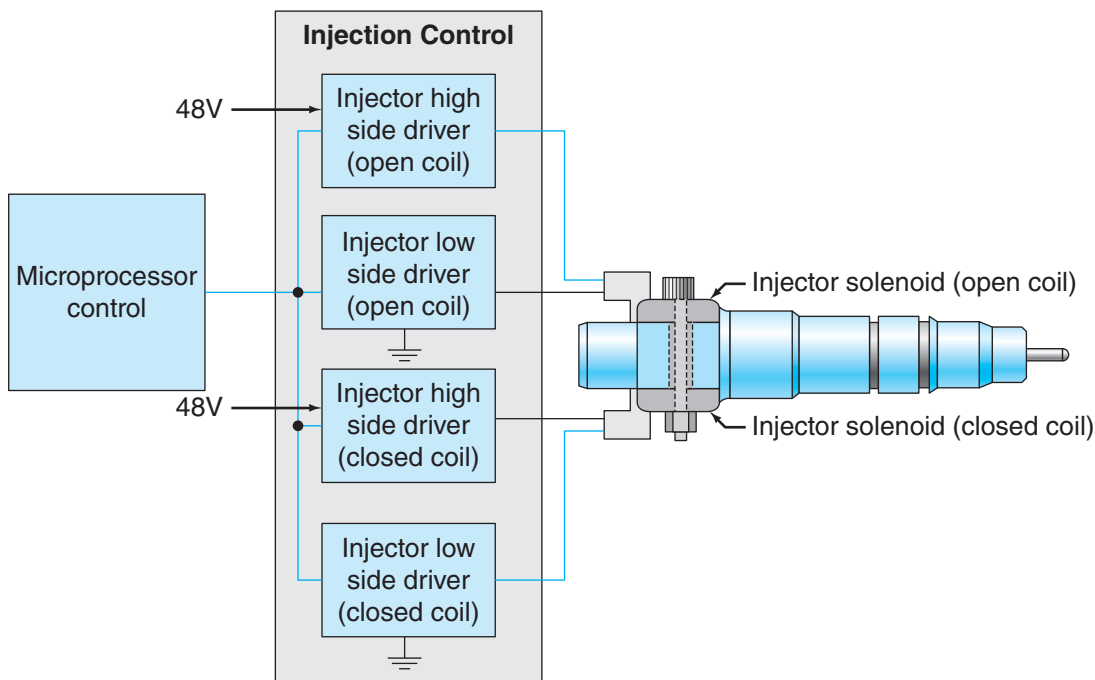 Injection Control
48V
Injector high
side driver
(open coil)
Microprocessor
control
Injector low
side driver
(open coil)
Injector solenoid (open coil)
48V
Injector high
side driver
(closed coil)
Injector solenoid (closed coil)
Injector low
side driver
(closed coil)